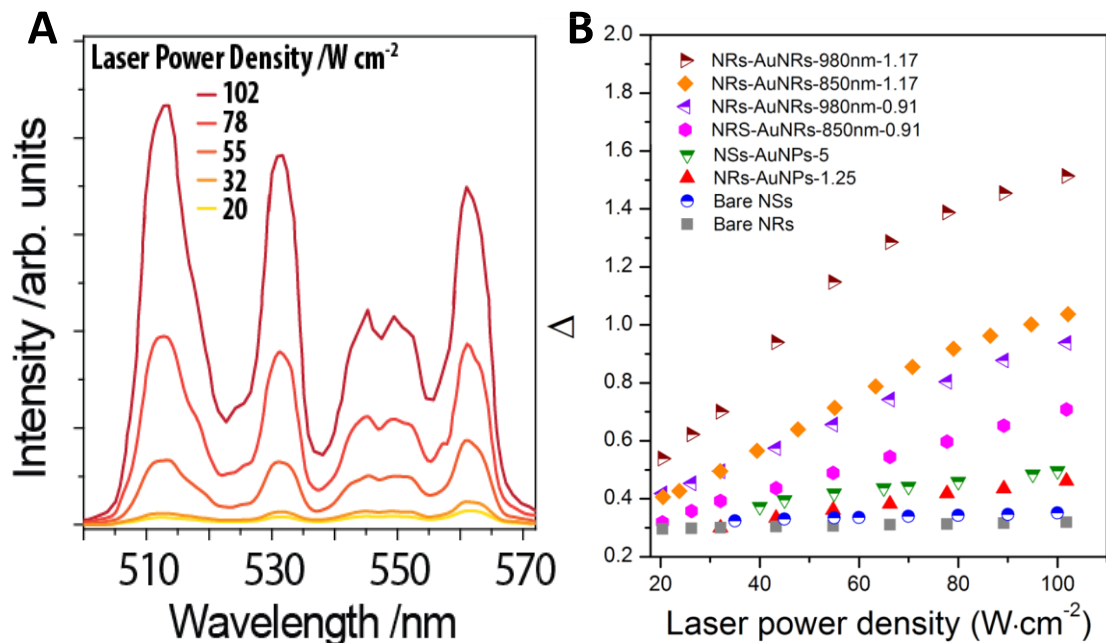 A
Laser Power Density /W cm⁻²
102
78
55
32
20
Intensity /arb. units
510 530 550 570
Wavelength /nm
B
2.0
1.8
1.6
1.4
1.2
1.0
0.8
0.6
0.4
0.2
Δ
NRs-AuNRs-980nm-1.17
NRs-AuNRs-850nm-1.17
NRs-AuNRs-980nm-0.91
NRS-AuNRs-850nm-0.91
NSs-AuNPs-5
NRs-AuNPs-1.25
Bare NSs
Bare NRs
20 40 60 80 100
Laser power density (W·cm⁻²)